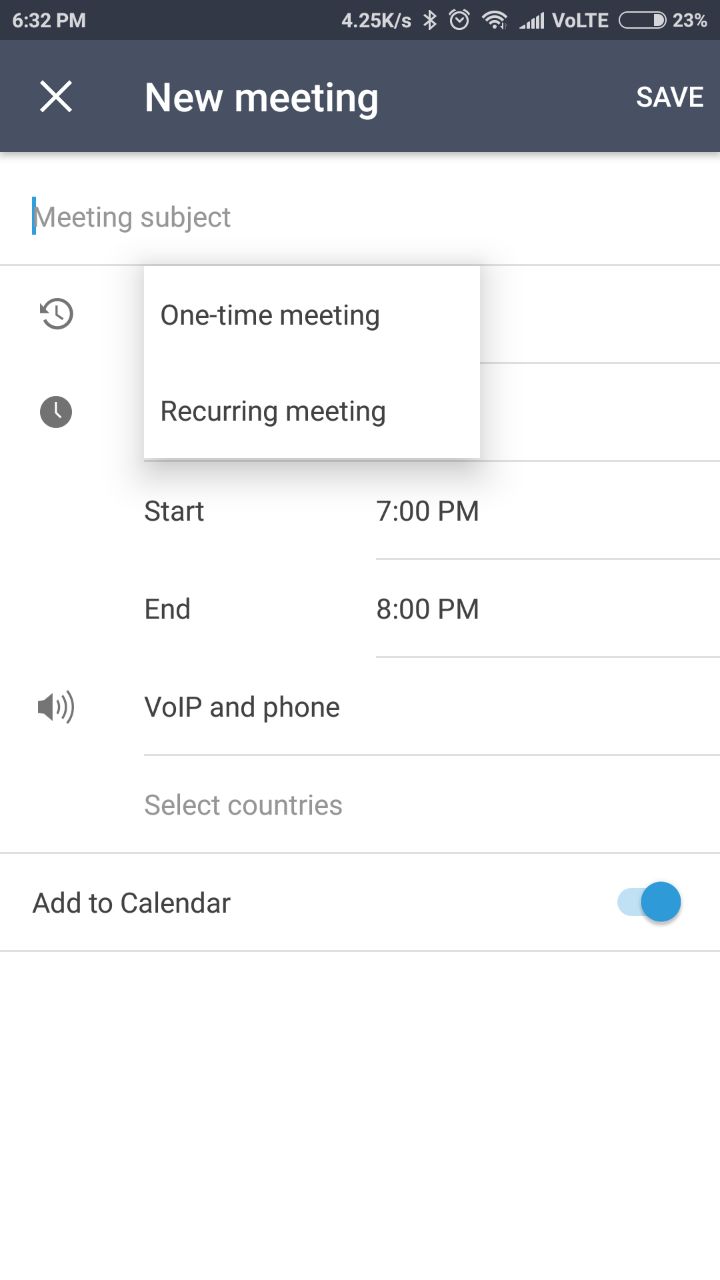 6:32 PM 4.25K/s VoLTE 23%
New meeting SAVE
Meeting subject
One-time meeting
Recurring meeting
Start 7:00 PM
End 8:00 PM
VoIP and phone
Select countries
Add to Calendar